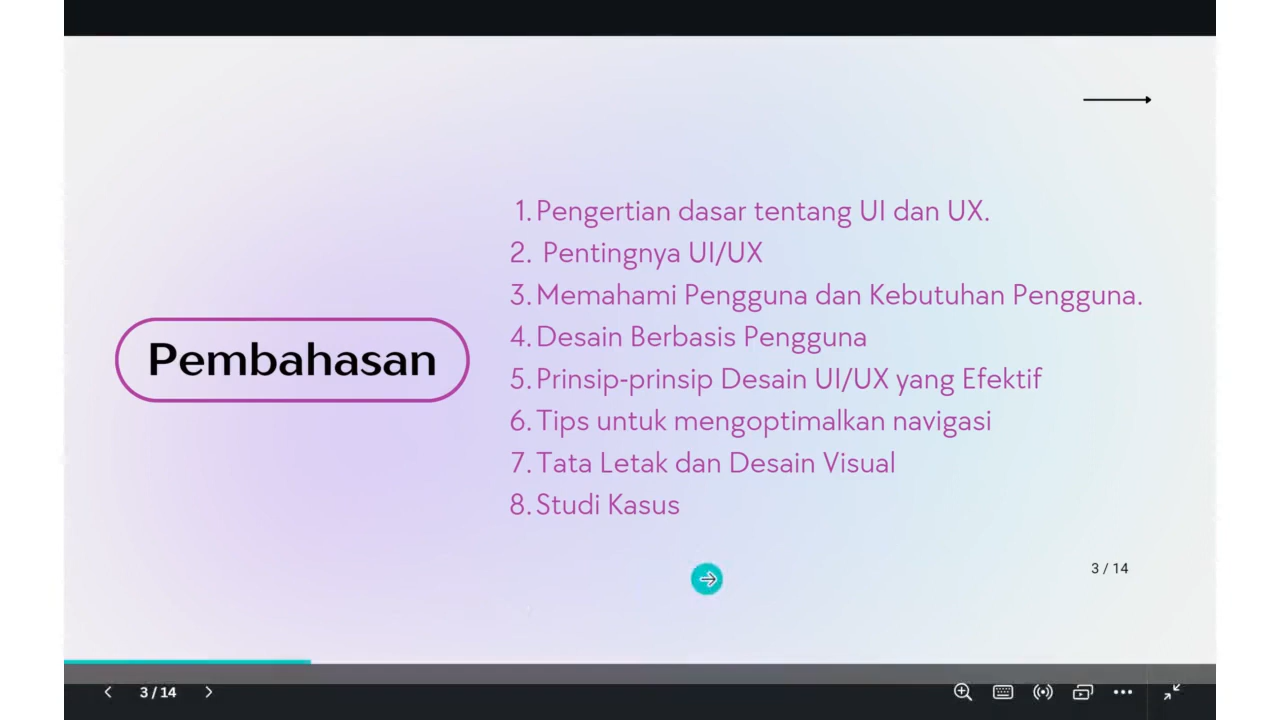 Pembahasan
1. Pengertian dasar tentang UI dan UX.
2. Pentingnya UI/UX
3. Memahami Pengguna dan Kebutuhan Pengguna.
4. Desain Berbasis Pengguna
5. Prinsip-prinsip Desain UI/UX yang Efektif
6. Tips untuk mengoptimalkan navigasi
7. Tata Letak dan Desain Visual
8. Studi Kasus
3 / 14
3 / 14